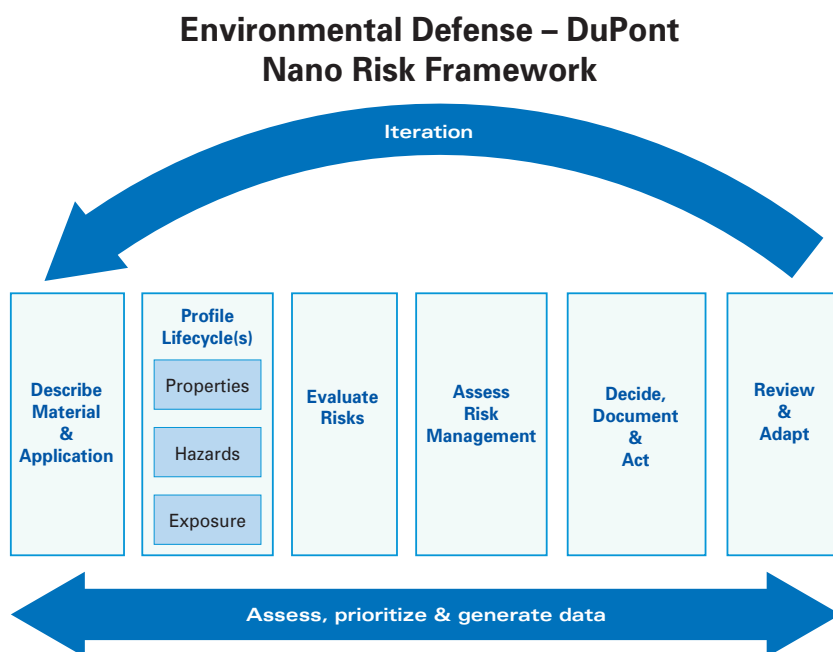 Environmental Defense – DuPont
Nano Risk Framework
Iteration
Describe
Material
&
Application
Profile
Lifecycle(s)
Properties
Hazards
Exposure
Evaluate
Risks
Assess
Risk
Management
Decide,
Document
&
Act
Review
&
Adapt
Assess, prioritize & generate data